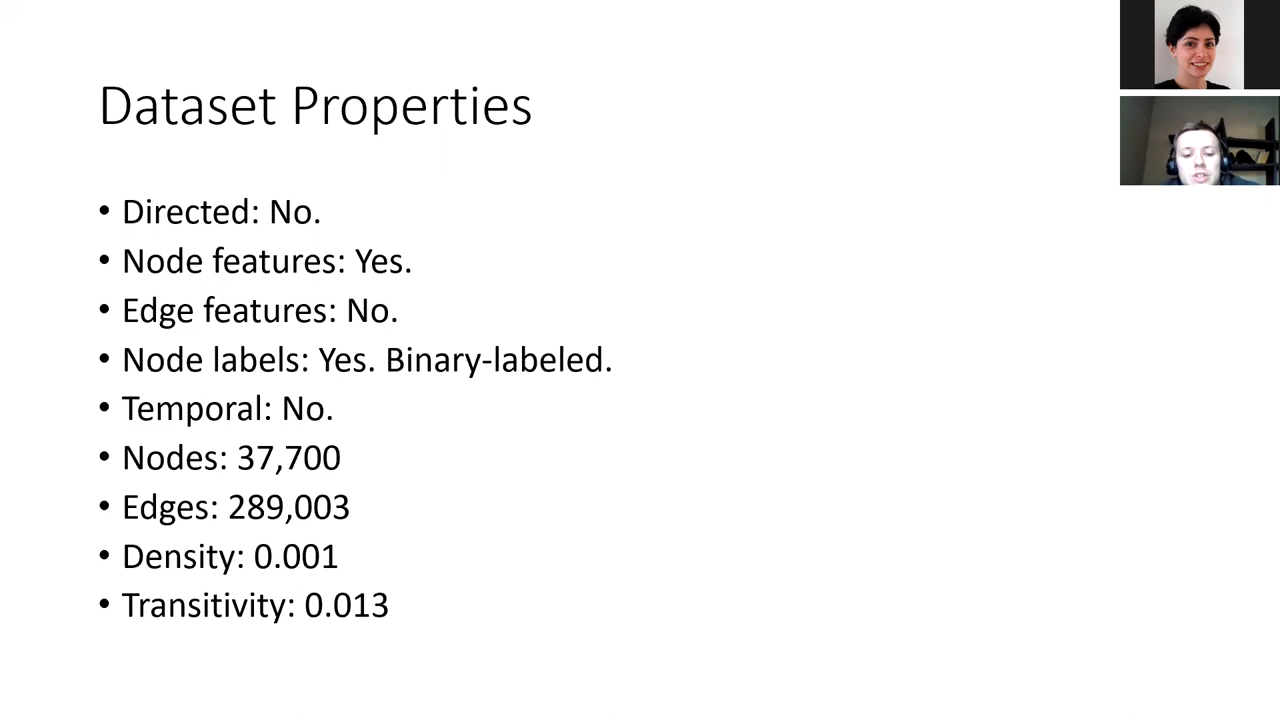 Dataset Properties
• Directed: No.
• Node features: Yes.
• Edge features: No.
• Node labels: Yes. Binary-labeled.
• Temporal: No.
• Nodes: 37,700
• Edges: 289,003
• Density: 0.001
• Transitivity: 0.013